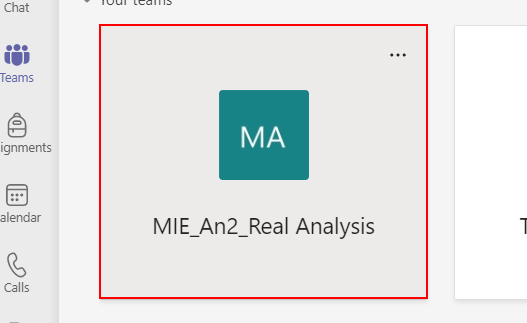 Chat
Your teams
Teams
ignments
alendar
Calls
MA
MIE_An2_Real Analysis
T